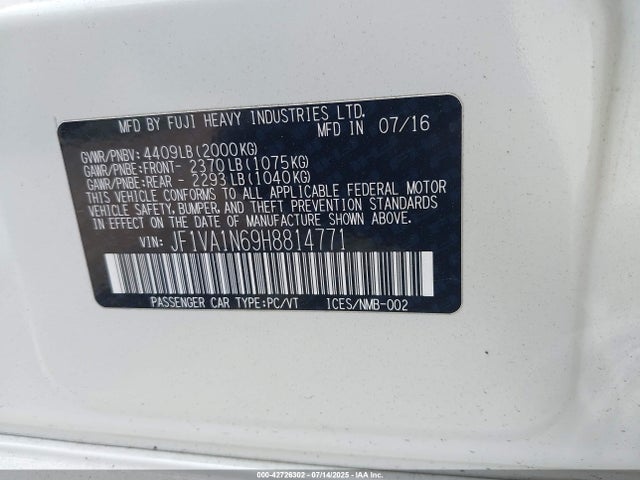 MFD BY FUJI HEAVY INDUSTRIES LTD.
MFD IN 07/16
GVWR/PNBV: 4409LB(2000KG)
GAWR/PNBE:FRONT- 2370LB(1075KG)
GAWR/PNBE:REAR - 2293LB(1040KG)
THIS VEHICLE CONFORMS TO ALL APPLICABLE FEDERAL MOTOR
VEHICLE SAFETY, BUMPER, AND THEFT PREVENTION STANDARDS
IN EFFECT ON THE DATE OF MANUFACTURE SHOWN ABOVE.
VIN: JF1VA1N69H8814771
PASSENGER CAR TYPE:PC/VT ICES/NMB-002
000-42726302 - 07/14/2025 - IAAI.COM